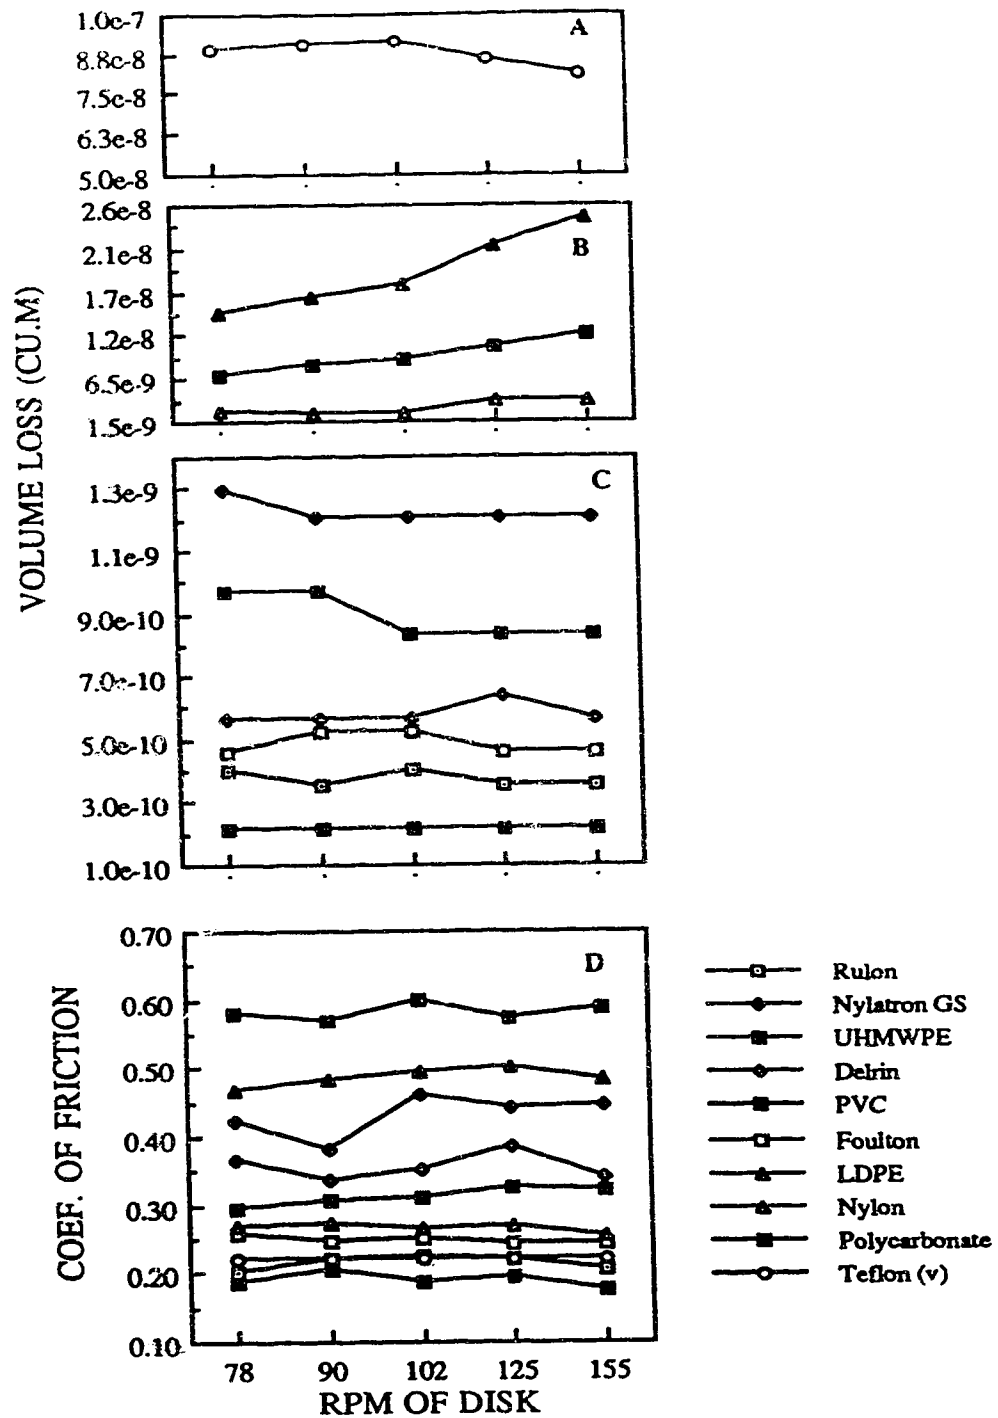 1.0e-7
A
8.8e-8
7.5e-8
6.3e-8
5.0e-8
2.6e-8
B
2.1e-8
1.7e-8
1.2e-8
6.5e-9
1.5e-9
VOLUME LOSS (CU.M)
C
1.3e-9
1.1e-9
9.0e-10
7.0e-10
5.0e-10
3.0e-10
1.0e-10
D
0.70
0.60
0.50
0.40
0.30
0.20
0.10
COEF. OF FRICTION
78 90 102 125 155
RPM OF DISK
Rulon
Nylatron GS
UHMWPE
Delrin
PVC
Foulton
LDPE
Nylon
Polycarbonate
Teflon (v)